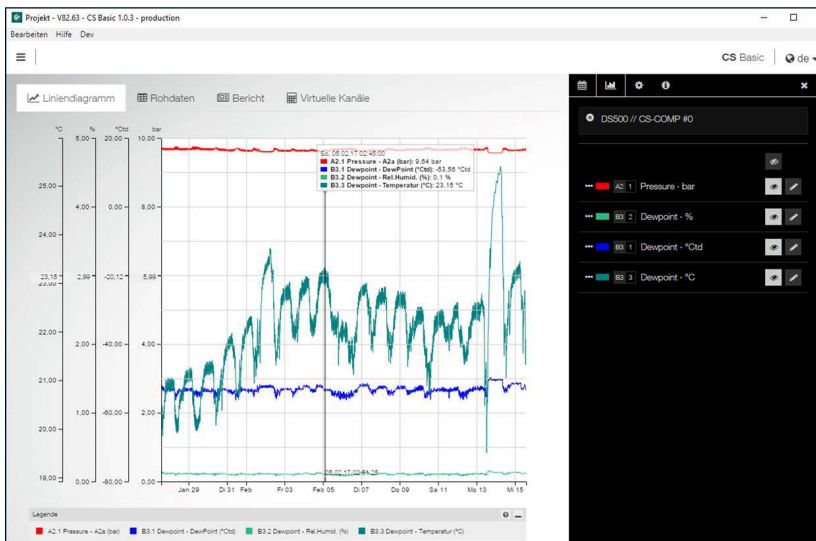 Projekt - V82.63 - CS Basic 1.0.3 - production
Bearbeiten Hilfe Dev
CS Basic de
Liniendiagramm Rohdaten Bericht Virtuelle Kanäle
DS500 // CS-COMP #0
°C % °Ctd bar
6,00 20,00 10,00
So, 05.02.17 02:45:00
A2.1 Pressure - A2a (bar): 9,64 bar
B3.1 Dewpoint - DewPoint (°Ctd): -53,56 °Ctd
B3.2 Dewpoint - Rel.Humid. (%): 0,1 %
B3.3 Dewpoint - Temperatur (°C): 23,15 °C
A2 1 Pressure - bar
B3 2 Dewpoint - %
B3 1 Dewpoint - °Ctd
B3 3 Dewpoint - °C
25,00
4,00 0,00 8,00
24,00
23,15 2,99 -20,12 5,99
23,00
22,00
2,00 4,00
21,00
1,00 -60,00 2,00
20,00
19,00 0,00 -80,00 0,00
Jan 29 Di 31 Feb Fr 03 Feb 05 Di 07 Do 09 Sa 11 Mo 13 Mi 15
Legende
A2.1 Pressure - A2a (bar) B3.1 Dewpoint - DewPoint (°Ctd) B3.2 Dewpoint - Rel.Humid. (%) B3.3 Dewpoint - Temperatur (°C)